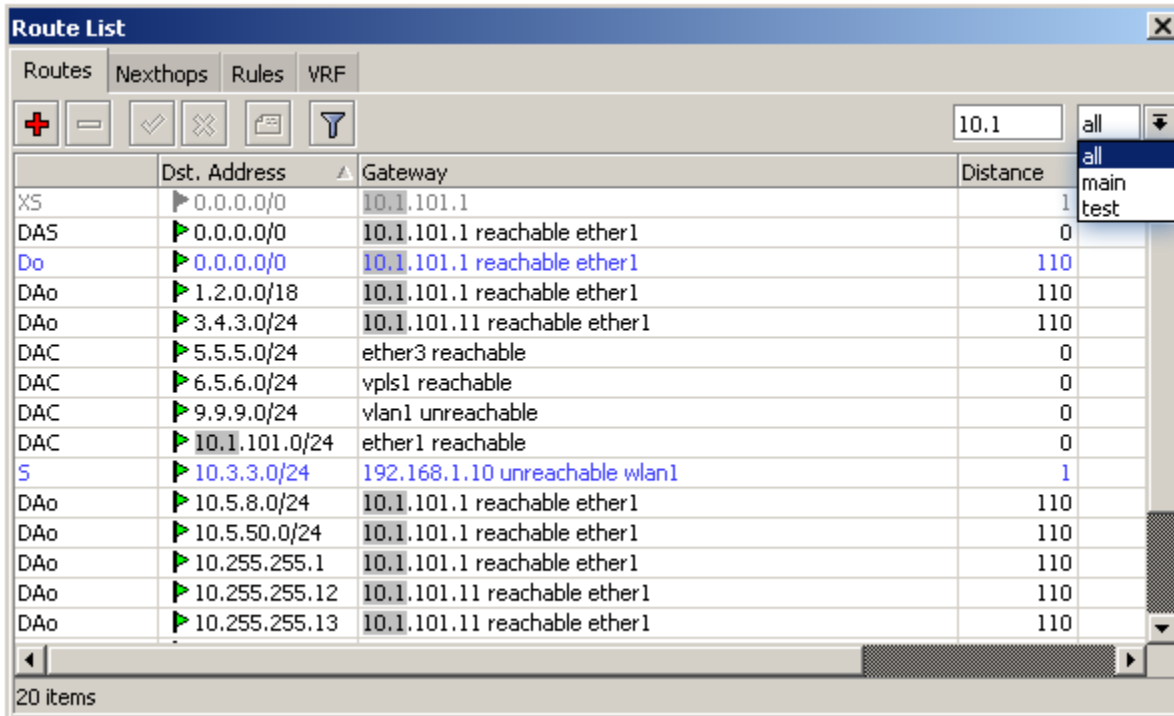 Route List
Routes Nexthops Rules VRF
10.1 all
all
main
test
Dst. Address Gateway Distance
XS 0.0.0.0/0 10.1.101.1 1
DAS 0.0.0.0/0 10.1.101.1 reachable ether1 0
Do 0.0.0.0/0 10.1.101.1 reachable ether1 110
DAo 1.2.0.0/18 10.1.101.1 reachable ether1 110
DAo 3.4.3.0/24 10.1.101.11 reachable ether1 110
DAC 5.5.5.0/24 ether3 reachable 0
DAC 6.5.6.0/24 vpls1 reachable 0
DAC 9.9.9.0/24 vlan1 unreachable 0
DAC 10.1.101.0/24 ether1 reachable 0
S 10.3.3.0/24 192.168.1.10 unreachable wlan1 1
DAo 10.5.8.0/24 10.1.101.1 reachable ether1 110
DAo 10.5.50.0/24 10.1.101.1 reachable ether1 110
DAo 10.255.255.1 10.1.101.1 reachable ether1 110
DAo 10.255.255.12 10.1.101.11 reachable ether1 110
DAo 10.255.255.13 10.1.101.11 reachable ether1 110
20 items